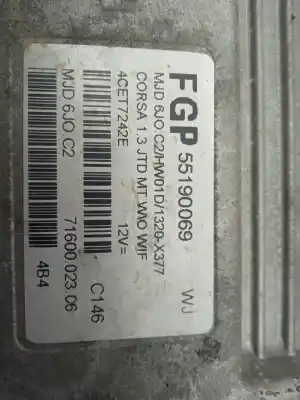 FGP 55190069 WJ
MJD 6JO.C2/HW01D/1320-X377
CORSA 1.3 JTD MT W\O W\F
4CET7242E 12V=
C146
MJD 6JO.C2 71600.023.06
4B4